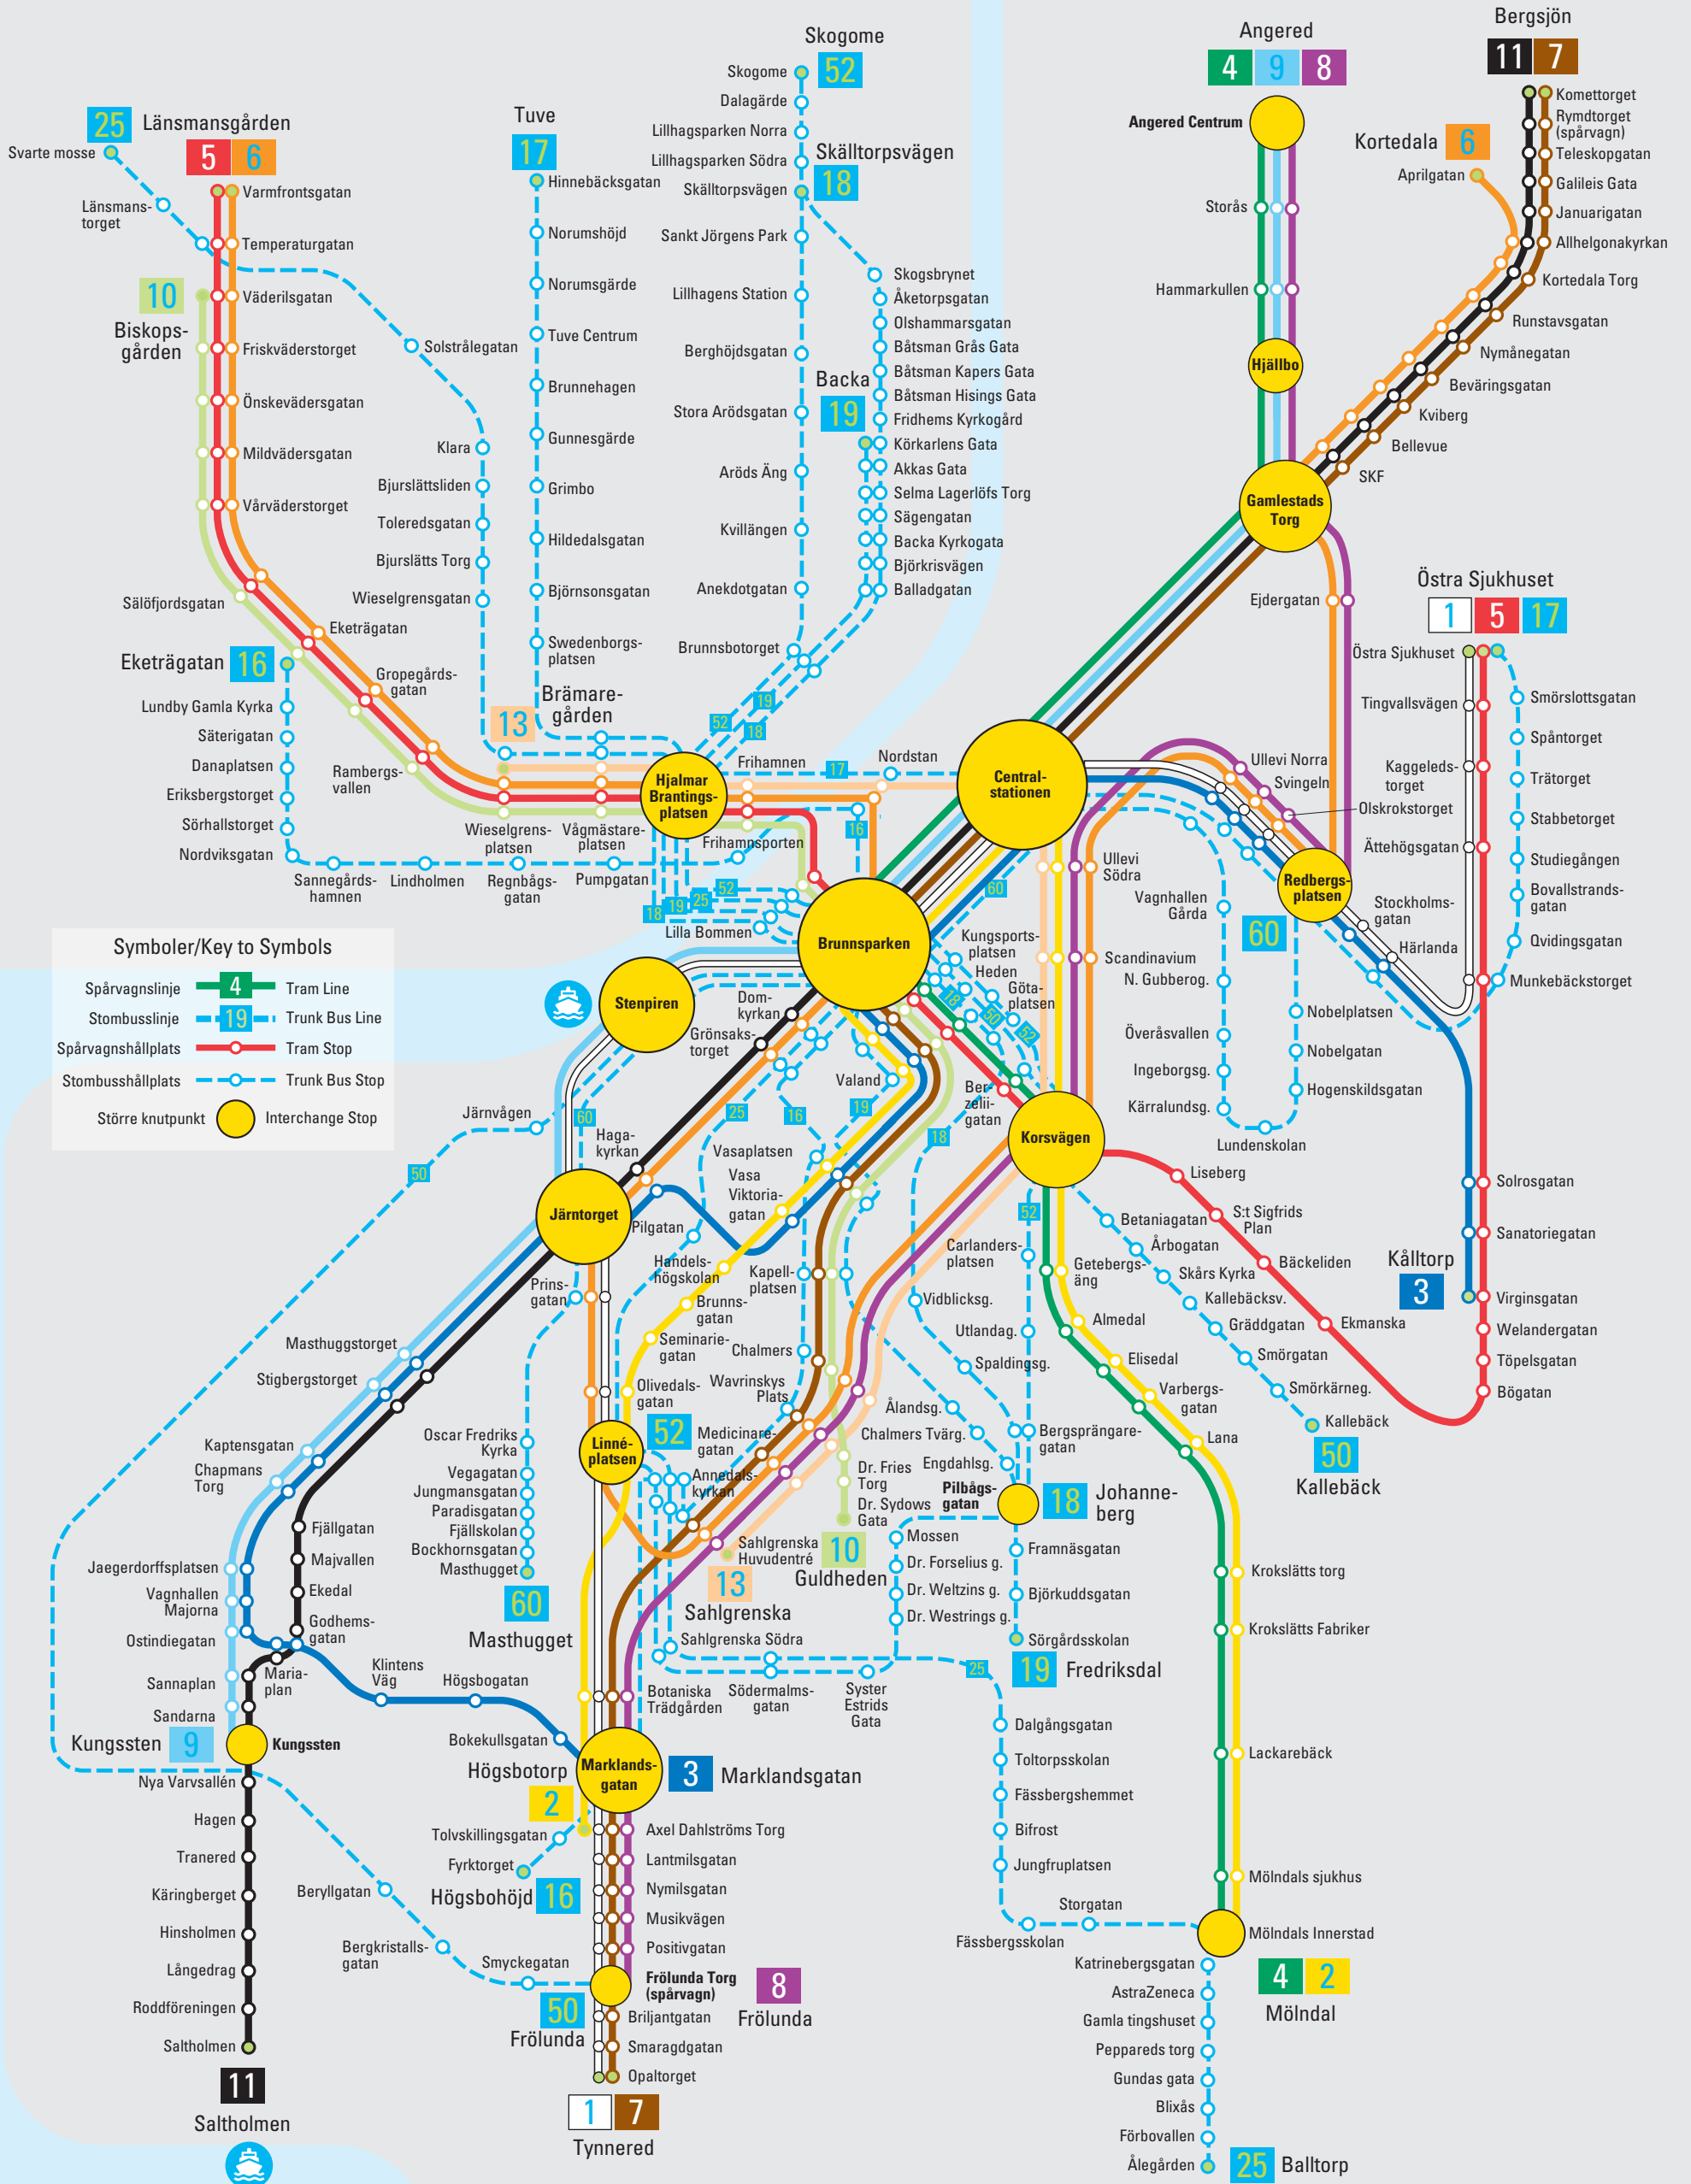 Skogome
52
Skogome
Dalagärde
Lillhagsparken Norra
Lillhagsparken Södra
Skälltorpsvägen
Skälltorpsvägen
18
Sankt Jörgens Park
Lillhagens Station
Berghöjdsgatan
Stora Arödsgatan
Aröds Äng
Kvillängen
Anekdotgatan
Brunnsbotorget
Skogsbrynet
Åketorpsgatan
Olshammarsgatan
Båtsman Grås Gata
Båtsman Kapers Gata
Båtsman Hisings Gata
Fridhems Kyrkogård
Backa
19
Körkarlens Gata
Akkas Gata
Selma Lagerlöfs Torg
Sägengatan
Backa Kyrkogata
Björkrisvägen
Balladgatan
52
19
18
Angered
4 9 8
Angered Centrum
Storås
Hammarkullen
Hjällbo
Gamlestads
Torg
Bergsjön
11 7
Komettorget
Rymdtorget
(spårvagn)
Teleskopgatan
Galileis Gata
Januarigatan
Allhelgonakyrkan
Kortedala Torg
Runstavsgatan
Nymånegatan
Beväringsgatan
Kviberg
Bellevue
SKF
Kortedala
6
Aprilgatan
Ejdergatan
25
Svarte mosse
Länsmans-
torget
Länsmansgården
5 6
Varmfrontsgatan
Temperaturgatan
Väderilsgatan
Friskväderstorget
Önskevädersgatan
Mildvädersgatan
Vårväderstorget
10
Biskops-
gården
Sälöfjordsgatan
Eketrägatan
Gropegårds-
gatan
Rambergs-
vallen
Wieselgrens-
platsen
Vågmästare-
platsen
Solstrålegatan
Klara
Bjurslättsliden
Toleredsgatan
Bjurslätts Torg
Wieselgrensgatan
Tuve
17
Hinnebäcksgatan
Norumshöjd
Norumsgärde
Tuve Centrum
Brunnehagen
Gunnesgärde
Grimbo
Hildedalsgatan
Björnsonsgatan
Swedenborgs-
platsen
Brämare-
gården
13
Eketrägatan
16
Lundby Gamla Kyrka
Säterigatan
Danaplatsen
Eriksbergstorget
Sörhallstorget
Nordviksgatan
Sannegårds-
hamnen
Lindholmen
Regnbågs-
gatan
Pumpgatan
Frihamnsporten
Hjalmar
Brantings-
platsen
Frihamnen
17
Nordstan
16
Central-
stationen
18
19
25
52
Lilla Bommen
Brunnsparken
60
Stenpiren
Östra Sjukhuset
1 5 17
Östra Sjukhuset
Tingvallsvägen
Kaggeleds-
torget
Ättehögsgatan
Stockholms-
gatan
Härlanda
Smörslottsgatan
Spåntorget
Trätorget
Stabbetorget
Studiegången
Bovallstrands-
gatan
Qvidingsgatan
Munkebäckstorget
Ullevi Norra
Svingeln
Olskrokstorget
Redbergs-
platsen
Ullevi
Södra
Scandinavium
Vagnhallen
Gårda
N. Gubberog.
Överåsvallen
Ingeborgsg.
Kärralundsg.
Lundenskolan
60
Nobelplatsen
Nobelgatan
Hogenskildsgatan
Kungsports-
platsen
Heden
Göta-
platsen
18
50
52
Ber-
zelii-
gatan
Korsvägen
Symboler/Key to Symbols
Spårvagnslinje 4 Tram Line
Stombusslinje 19 Trunk Bus Line
Spårvagnshållplats Tram Stop
Stombusshållplats Trunk Bus Stop
Större knutpunkt Interchange Stop
Dom-
kyrkan
Grönsaks-
torget
Valand
25
16
19
18
60
50
Järnvågen
Haga-
kyrkan
Järntorget
Pilgatan
Vasaplatsen
Vasa
Viktoria-
gatan
Handels-
högskolan
Brunns-
gatan
Seminarie-
gatan
Olivedals-
gatan
Prins-
gatan
Linné-
platsen
52
Kapell-
platsen
Chalmers
Wavrinskys
Plats
Medicinare-
gatan
Annedals-
kyrkan
Dr. Fries
Torg
Dr. Sydows
Gata
10
Guldheden
Sahlgrenska
Huvudentré
13
Sahlgrenska
Sahlgrenska Södra
Södermalms-
gatan
Syster
Estrids
Gata
Botaniska
Trädgården
Oscar Fredriks
Kyrka
Vegagatan
Jungmansgatan
Paradisgatan
Fjällskolan
Bockhornsgatan
Masthugget
60
Masthugget
Masthuggstorget
Stigbergstorget
Kaptensgatan
Chapmans
Torg
Jaegerdorffsplatsen
Vagnhallen
Majorna
Ostindiegatan
Sannaplan
Sandarna
Fjällgatan
Majvallen
Ekedal
Godhems-
gatan
Maria-
plan
Klintens
Väg
Högsbogatan
Bokekullsgatan
Kungssten
9
Kungssten
Nya Varvsallén
Hagen
Tranered
Käringberget
Hinsholmen
Långedrag
Roddföreningen
Saltholmen
11
Saltholmen
Marklands-
gatan
3
Marklandsgatan
Högsbotorp
2
Tolvskillingsgatan
Fyrktorget
Högsbohöjd
16
Beryllgatan
Bergkristalls-
gatan
Smyckegatan
Axel Dahlströms Torg
Lantmilsgatan
Nymilsgatan
Musikvägen
Positivgatan
Frölunda Torg
(spårvagn)
8
Frölunda
50
Frölunda
Briljantgatan
Smaragdgatan
Opaltorget
1 7
Tynnered
52
Carlanders-
platsen
Vidblicksg.
Utlandag.
Spaldingsg.
Ålandsg.
Chalmers Tvärg.
Engdahlsg.
Bergsprängare-
gatan
Pilbågs-
gatan
18
Johanne-
berg
Mossen
Dr. Forselius g.
Dr. Weltzins g.
Dr. Westrings g.
Framnäsgatan
Björkuddsgatan
Sörgårdsskolan
19
Fredriksdal
25
Dalgångsgatan
Toltorpsskolan
Fässbergshemmet
Bifrost
Jungfruplatsen
Fässbergsskolan
Storgatan
Liseberg
S:t Sigfrids
Plan
Bäckeliden
Ekmanska
Betaniagatan
Årbogatan
Skårs Kyrka
Kallebäcksv.
Gräddgatan
Smörgatan
Smörkärneg.
Kallebäck
50
Kallebäck
Getebergs-
äng
Almedal
Elisedal
Varbergs-
gatan
Lana
Krokslätts torg
Krokslätts Fabriker
Lackarebäck
Mölndals sjukhus
Mölndals Innerstad
4 2
Mölndal
Solrosgatan
Sanatoriegatan
Kålltorp
3
Virginsgatan
Welandergatan
Töpelsgatan
Bögatan
Katrinebergsgatan
AstraZeneca
Gamla tingshuset
Peppareds torg
Gundas gata
Blixås
Förbovallen
Ålegården
25
Balltorp